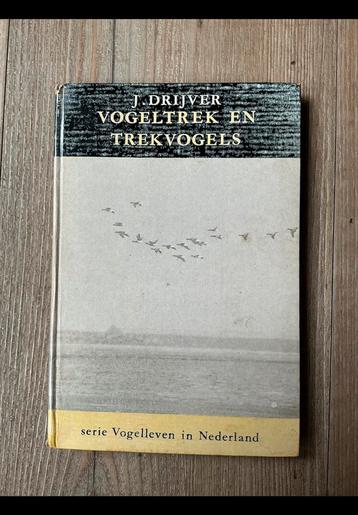 J. DRIJVER
VOGELTREK EN
TREKVOGELS
serie Vogelleven in Nederland